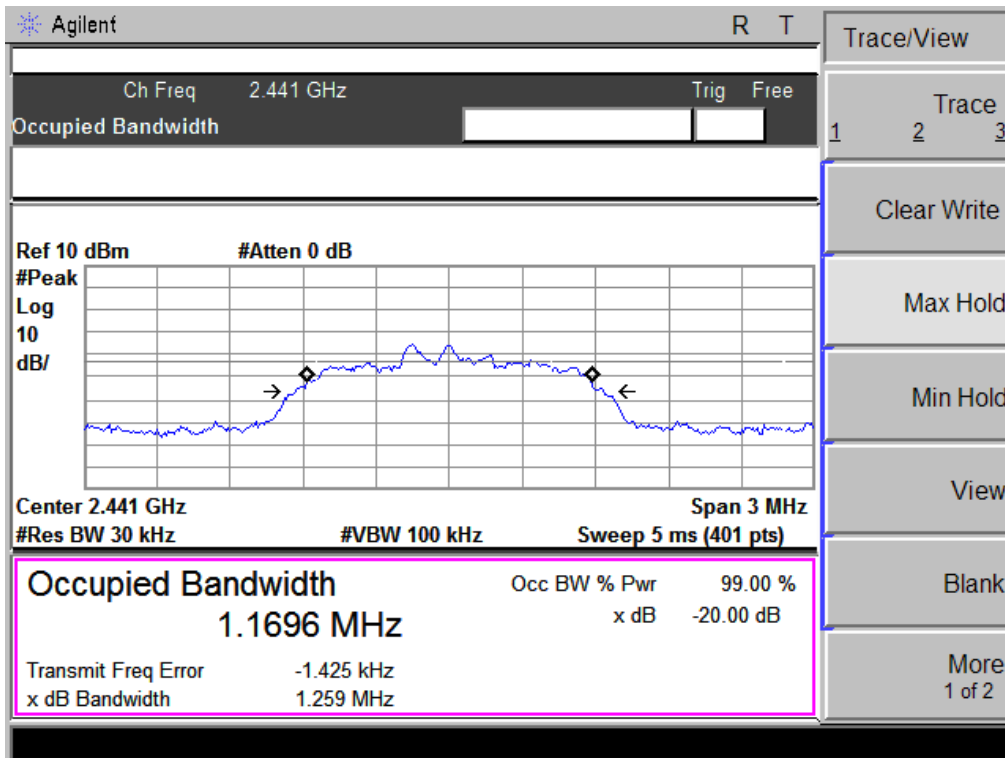 Agilent R T
Ch Freq 2.441 GHz Trig Free
Occupied Bandwidth
Ref 10 dBm #Atten 0 dB
#Peak
Log
10
dB/
Center 2.441 GHz Span 3 MHz
#Res BW 30 kHz #VBW 100 kHz Sweep 5 ms (401 pts)
Occupied Bandwidth
1.1696 MHz
Occ BW % Pwr 99.00 %
x dB -20.00 dB
Transmit Freq Error -1.425 kHz
x dB Bandwidth 1.259 MHz
Trace/View
Trace
1 2 3
Clear Write
Max Hold
Min Hold
View
Blank
More
1 of 2